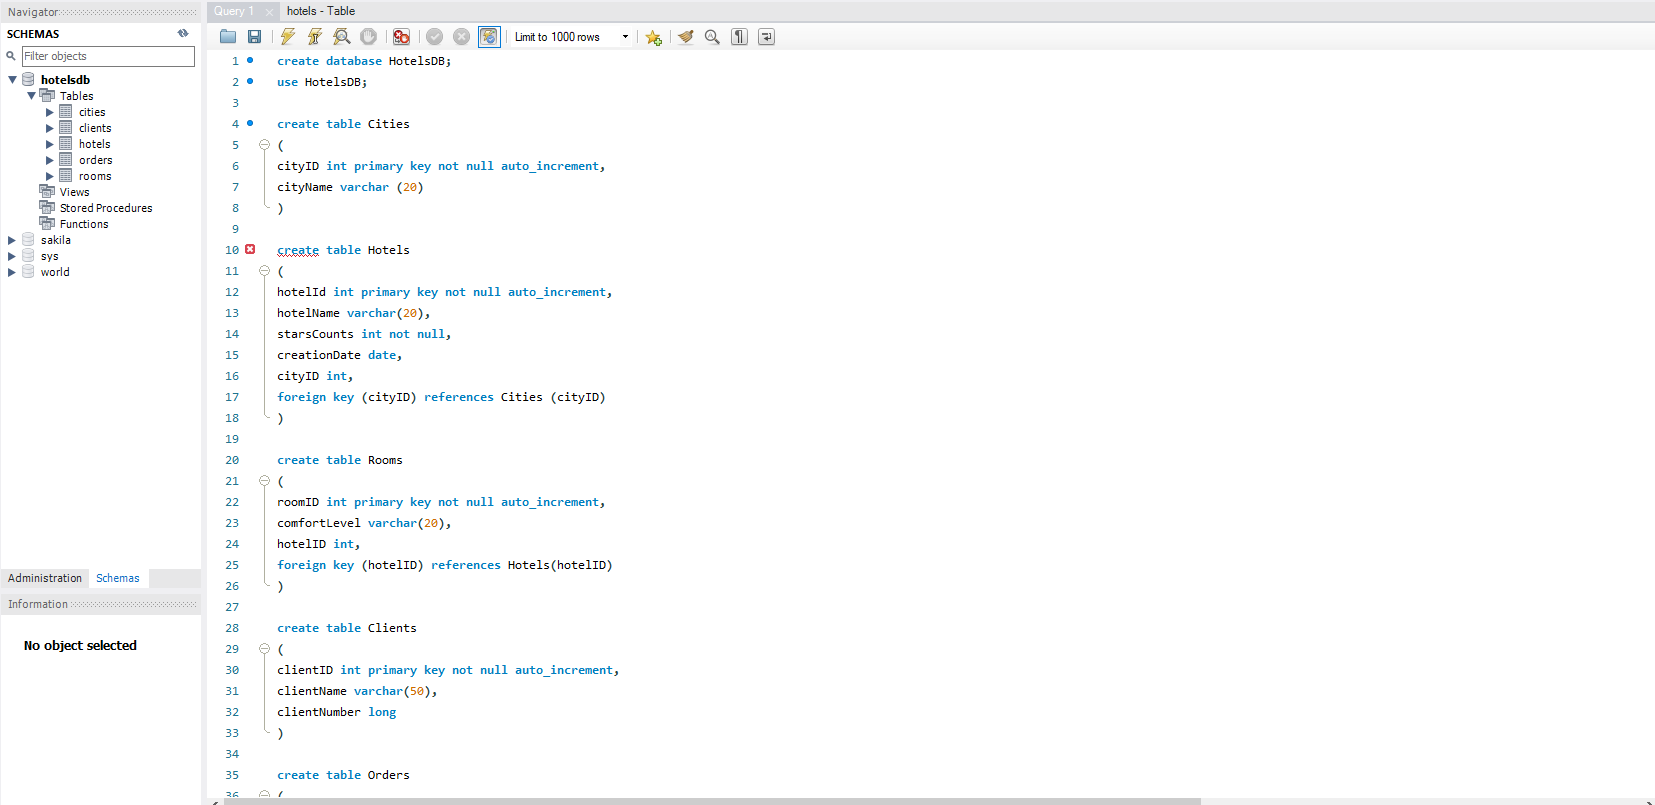 Navigator
SCHEMAS
Filter objects
hotelsdb
Tables
cities
clients
hotels
orders
rooms
Views
Stored Procedures
Functions
sakila
sys
world
Administration Schemas
Information
No object selected
Query 1 hotels - Table
Limit to 1000 rows
1 create database HotelsDB;
2 use HotelsDB;
3
4 create table Cities
5 (
6 cityID int primary key not null auto_increment,
7 cityName varchar (20)
8 )
9
10 create table Hotels
11 (
12 hotelId int primary key not null auto_increment,
13 hotelName varchar(20),
14 starsCounts int not null,
15 creationDate date,
16 cityID int,
17 foreign key (cityID) references Cities (cityID)
18 )
19
20 create table Rooms
21 (
22 roomID int primary key not null auto_increment,
23 comfortLevel varchar(20),
24 hotelID int,
25 foreign key (hotelID) references Hotels(hotelID)
26 )
27
28 create table Clients
29 (
30 clientID int primary key not null auto_increment,
31 clientName varchar(50),
32 clientNumber long
33 )
34
35 create table Orders
36 (